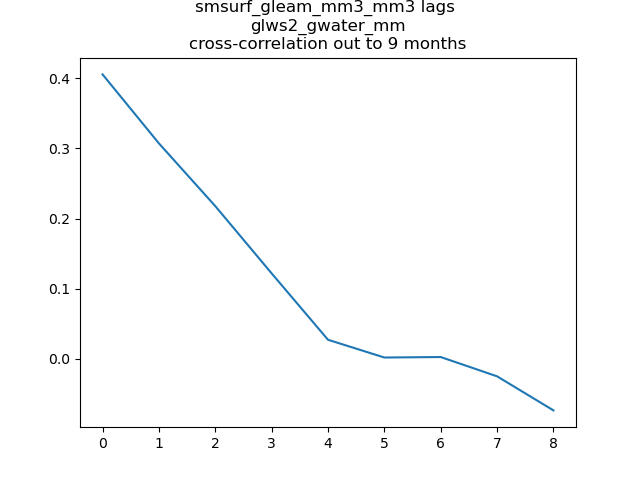 smsurf_gleam_mm3_mm3 lags
glws2_gwater_mm
cross-correlation out to 9 months
0.4
0.3
0.2
0.1
0.0
0 1 2 3 4 5 6 7 8